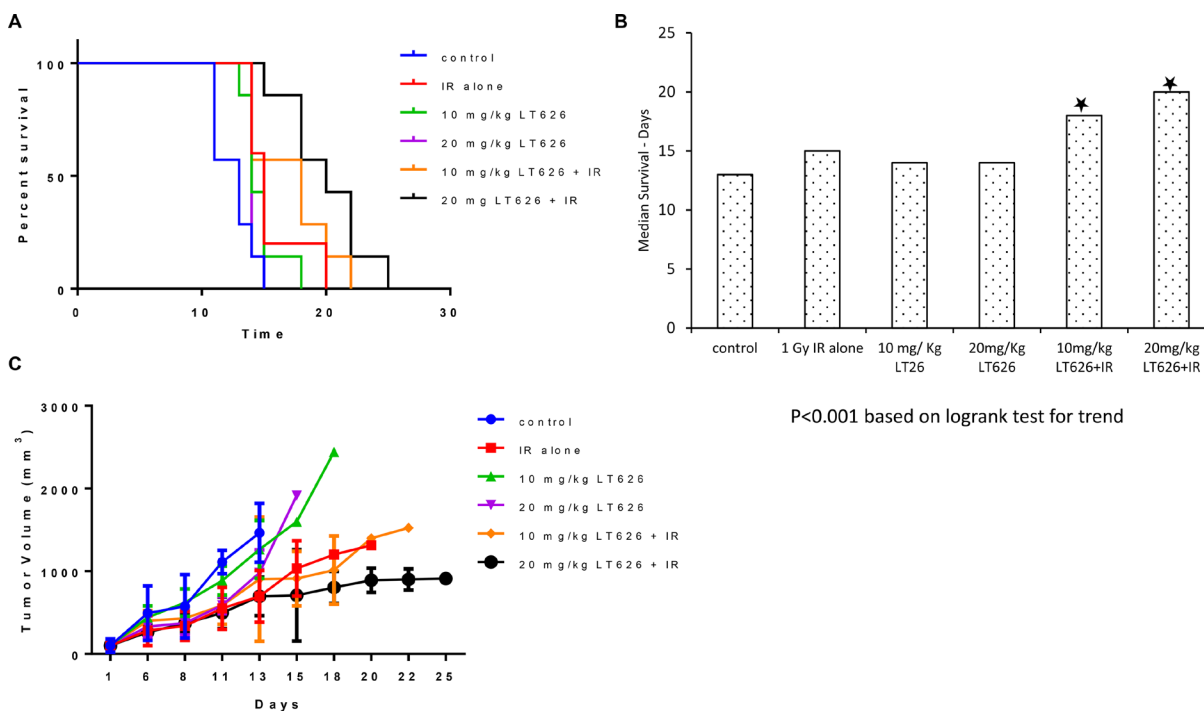 A
control
IR alone
10 mg/kg LT626
20 mg/kg LT626
10 mg/kg LT626 + IR
20 mg LT626 + IR
Percent survival
100
50
0
0 10 20 30
Time
B
Median Survival - Days
25
20
15
10
5
0
control
1 Gy IR alone
10 mg/ Kg
LT26
20mg/Kg
LT626
10mg/kg
LT626+IR
20mg/kg
LT626+IR
P<0.001 based on logrank test for trend
C
Tumor Volume (mm³)
3000
2000
1000
0
1 6 8 11 13 15 18 20 22 25
Days
control
IR alone
10 mg/kg LT626
20 mg/kg LT626
10 mg/kg LT626 + IR
20 mg/kg LT626 + IR